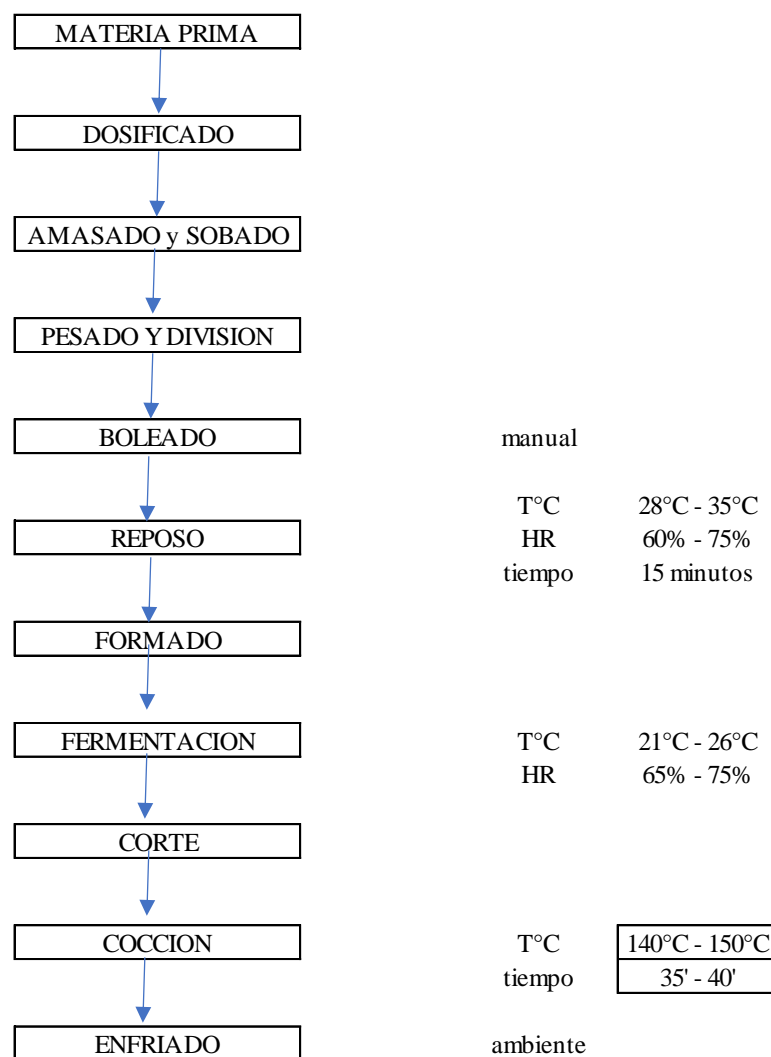 MATERIA PRIMA
DOSIFICADO
AMASADO y SOBADO
PESADO Y DIVISION
BOLEADO manual
T°C 28°C - 35°C
REPOSO HR 60% - 75%
tiempo 15 minutos
FORMADO
FERMENTACION T°C 21°C - 26°C
HR 65% - 75%
CORTE
COCCION T°C 140°C - 150°C
tiempo 35' - 40'
ENFRIADO ambiente